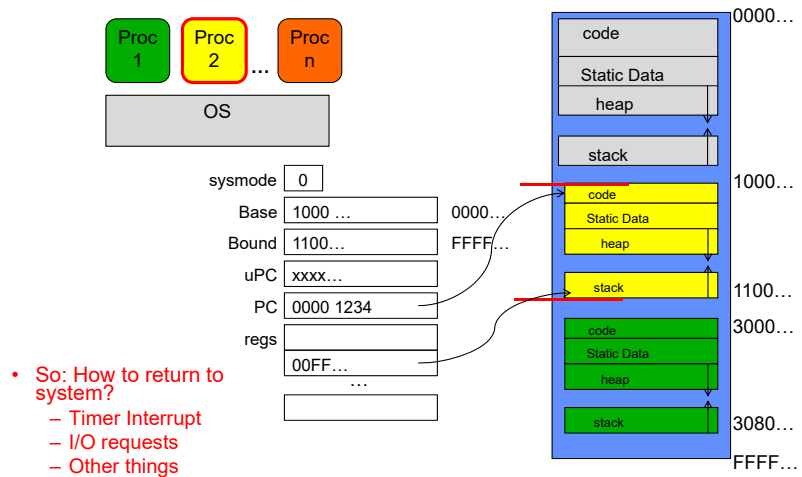 Proc
1
Proc
2
...
Proc
n
OS
sysmode 0
Base 1000 ... 0000...
Bound 1100... FFFF...
uPC xxxx...
PC 0000 1234
regs
00FF...
...
• So: How to return to
system?
– Timer Interrupt
– I/O requests
– Other things
0000...
code
Static Data
heap
stack
1000...
code
Static Data
heap
stack
1100...
3000...
code
Static Data
heap
stack
3080...
FFFF...